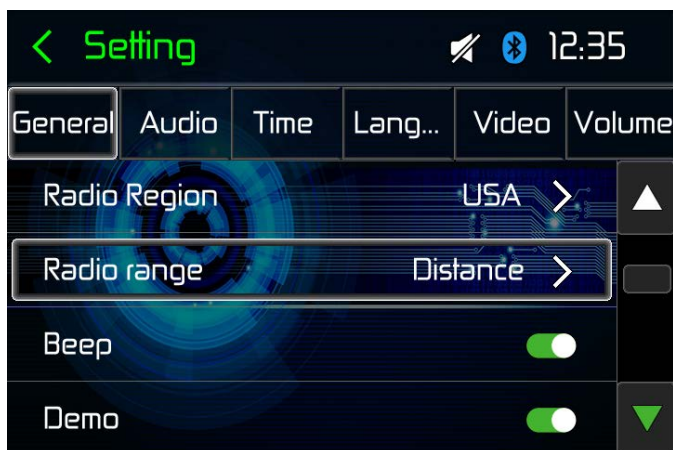 Setting 12:35
General Audio Time Lang... Video Volume
Radio Region USA
Radio range Distance
Beep
Demo